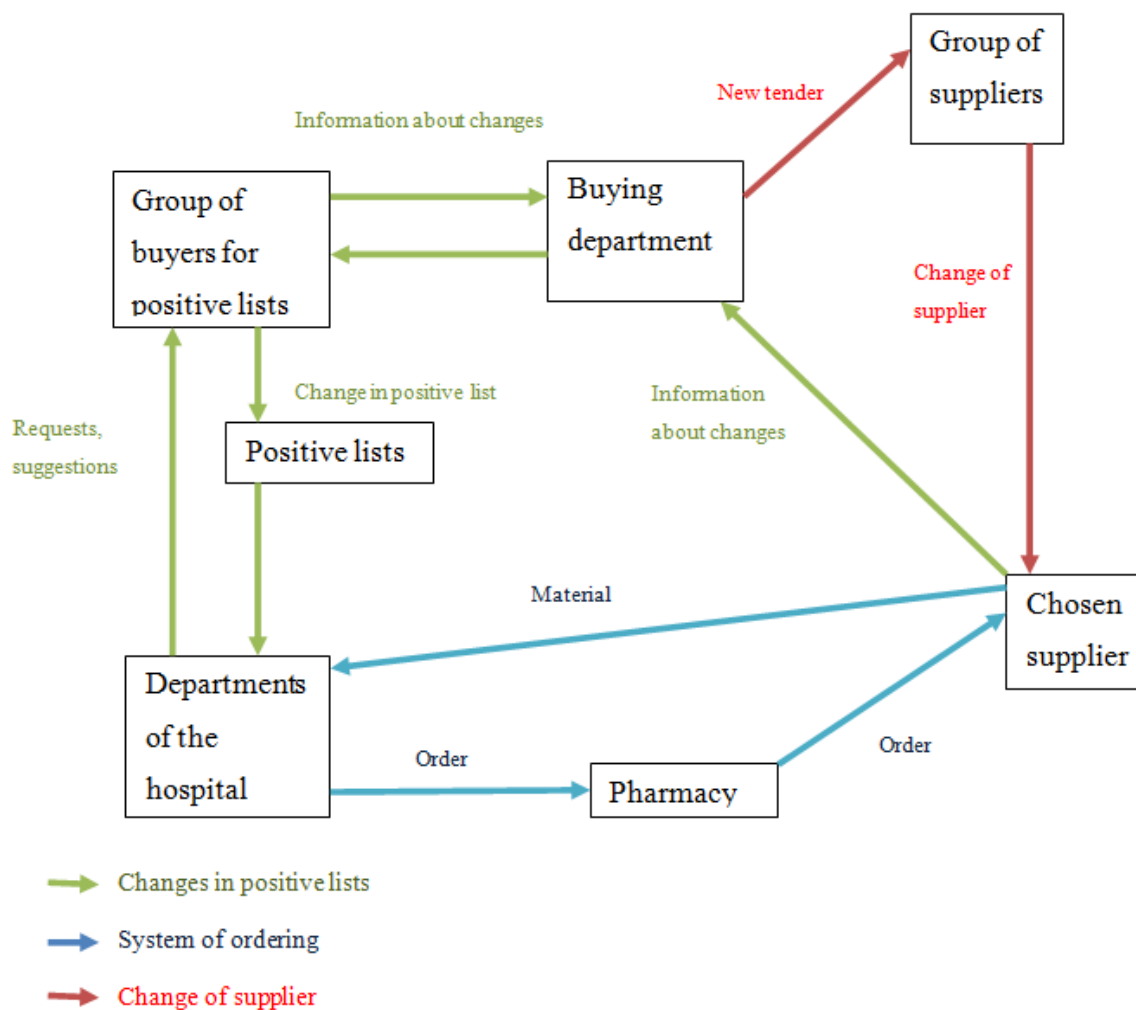 Group of
suppliers
New tender
Information about changes
Group of
buyers for
positive lists
Buying
department
Change of
supplier
Change in positive list
Information
about changes
Requests,
suggestions
Positive lists
Material
Chosen
supplier
Departments
of the
hospital
Order
Pharmacy
Order
Changes in positive lists
System of ordering
Change of supplier